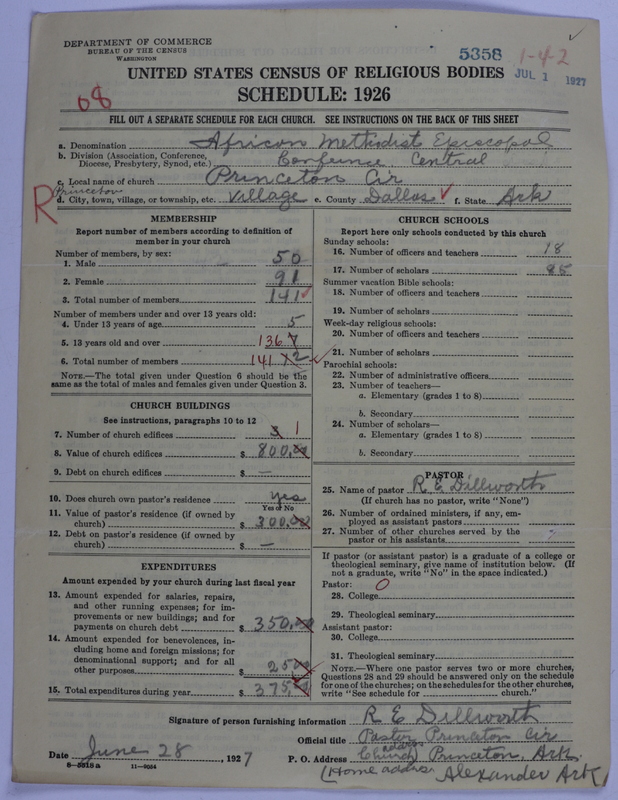 DEPARTMENT OF COMMERCE
BUREAU OF THE CENSUS
WASHINGTON
5358 1-4-2
JUL 1 1927
68
UNITED STATES CENSUS OF RELIGIOUS BODIES
SCHEDULE: 1926
FILL OUT A SEPARATE SCHEDULE FOR EACH CHURCH. SEE INSTRUCTIONS ON THE BACK OF THIS SHEET
a. Denomination African Methodist Episcopal
b. Division (Association, Conference, Diocese, Presbytery, Synod, etc.) Central
c. Local name of church Princeton Cir
R Princeton
d. City, town, village, or township, etc. Village e. County Dallas f. State Ark
MEMBERSHIP
Report number of members according to definition of member in your church
Number of members, by sex:
1. Male 50
2. Female 91
3. Total number of members 141
Number of members under and over 13 years old:
4. Under 13 years of age 5
5. 13 years old and over 136
6. Total number of members 141
NOTE.—The total given under Question 6 should be the same as the total of males and females given under Question 3.
CHURCH BUILDINGS
See instructions, paragraphs 10 to 12
7. Number of church edifices 3 1
8. Value of church edifices $ 800.00
9. Debt on church edifices $ —
10. Does church own pastor's residence yes
Yes or No
11. Value of pastor's residence (if owned by church) $ 300.00
12. Debt on pastor's residence (if owned by church) $ —
EXPENDITURES
Amount expended by your church during last fiscal year
13. Amount expended for salaries, repairs, and other running expenses; for improvements or new buildings; and for payments on church debt $ 350.00
14. Amount expended for benevolences, including home and foreign missions; for denominational support; and for all other purposes $ 25
15. Total expenditures during year $ 375
CHURCH SCHOOLS
Report here only schools conducted by this church
Sunday schools:
16. Number of officers and teachers 18
17. Number of scholars 85
Summer vacation Bible schools:
18. Number of officers and teachers
19. Number of scholars
Week-day religious schools:
20. Number of officers and teachers
21. Number of scholars
Parochial schools:
22. Number of administrative officers
23. Number of teachers—
a. Elementary (grades 1 to 8)
b. Secondary
24. Number of scholars—
a. Elementary (grades 1 to 8)
b. Secondary
PASTOR
25. Name of pastor R E Dillworth
(If church has no pastor, write "None")
26. Number of ordained ministers, if any, employed as assistant pastors
27. Number of other churches served by the pastor or his assistants
If pastor (or assistant pastor) is a graduate of a college or theological seminary, give name of institution below. (If not a graduate, write "No" in the space indicated.)
Pastor:
28. College
29. Theological seminary
Assistant pastor:
30. College
31. Theological seminary
NOTE.—Where one pastor serves two or more churches, Questions 28 and 29 should be answered only on the schedule for one of the churches; on the schedules for the other churches, write "See schedule for church."
Signature of person furnishing information R E Dillworth
Official title Pastor Princeton Cir
Date June 28, 1927 P. O. Address Church address Princeton, Ark.
8—5518a 11—9054 (Home address Alexander Ark)